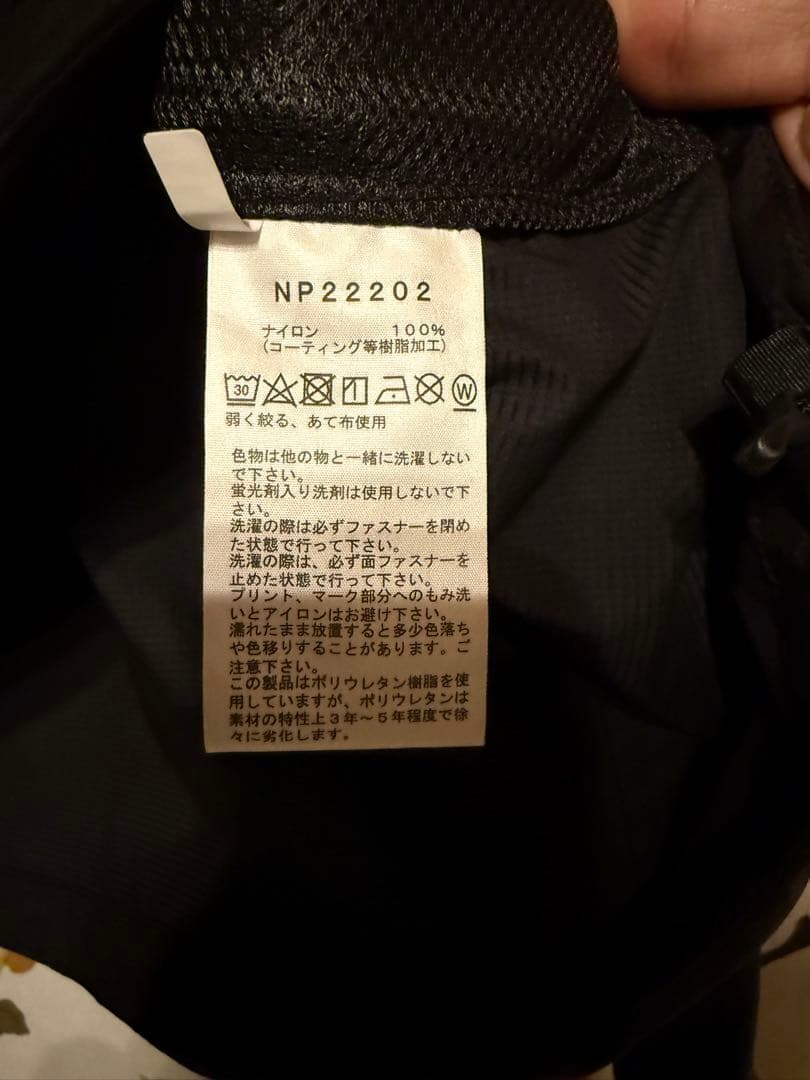 NP22202
ナイロン 100%
(コーティング等樹脂加工)
30 W
弱く絞る、あて布使用
色物は他の物と一緒に洗濯しない
で下さい。
蛍光剤入り洗剤は使用しないで下
さい。
洗濯の際は必ずファスナーを閉め
た状態で行って下さい。
洗濯の際は、必ず面ファスナーを
止めた状態で行って下さい。
プリント、マーク部分へのもみ洗
いとアイロンはお避け下さい。
濡れたまま放置すると多少色落ち
や色移りすることがあります。ご
注意下さい。
この製品はポリウレタン樹脂を使
用していますが、ポリウレタンは
素材の特性上3年〜5年程度で徐
々に劣化します。